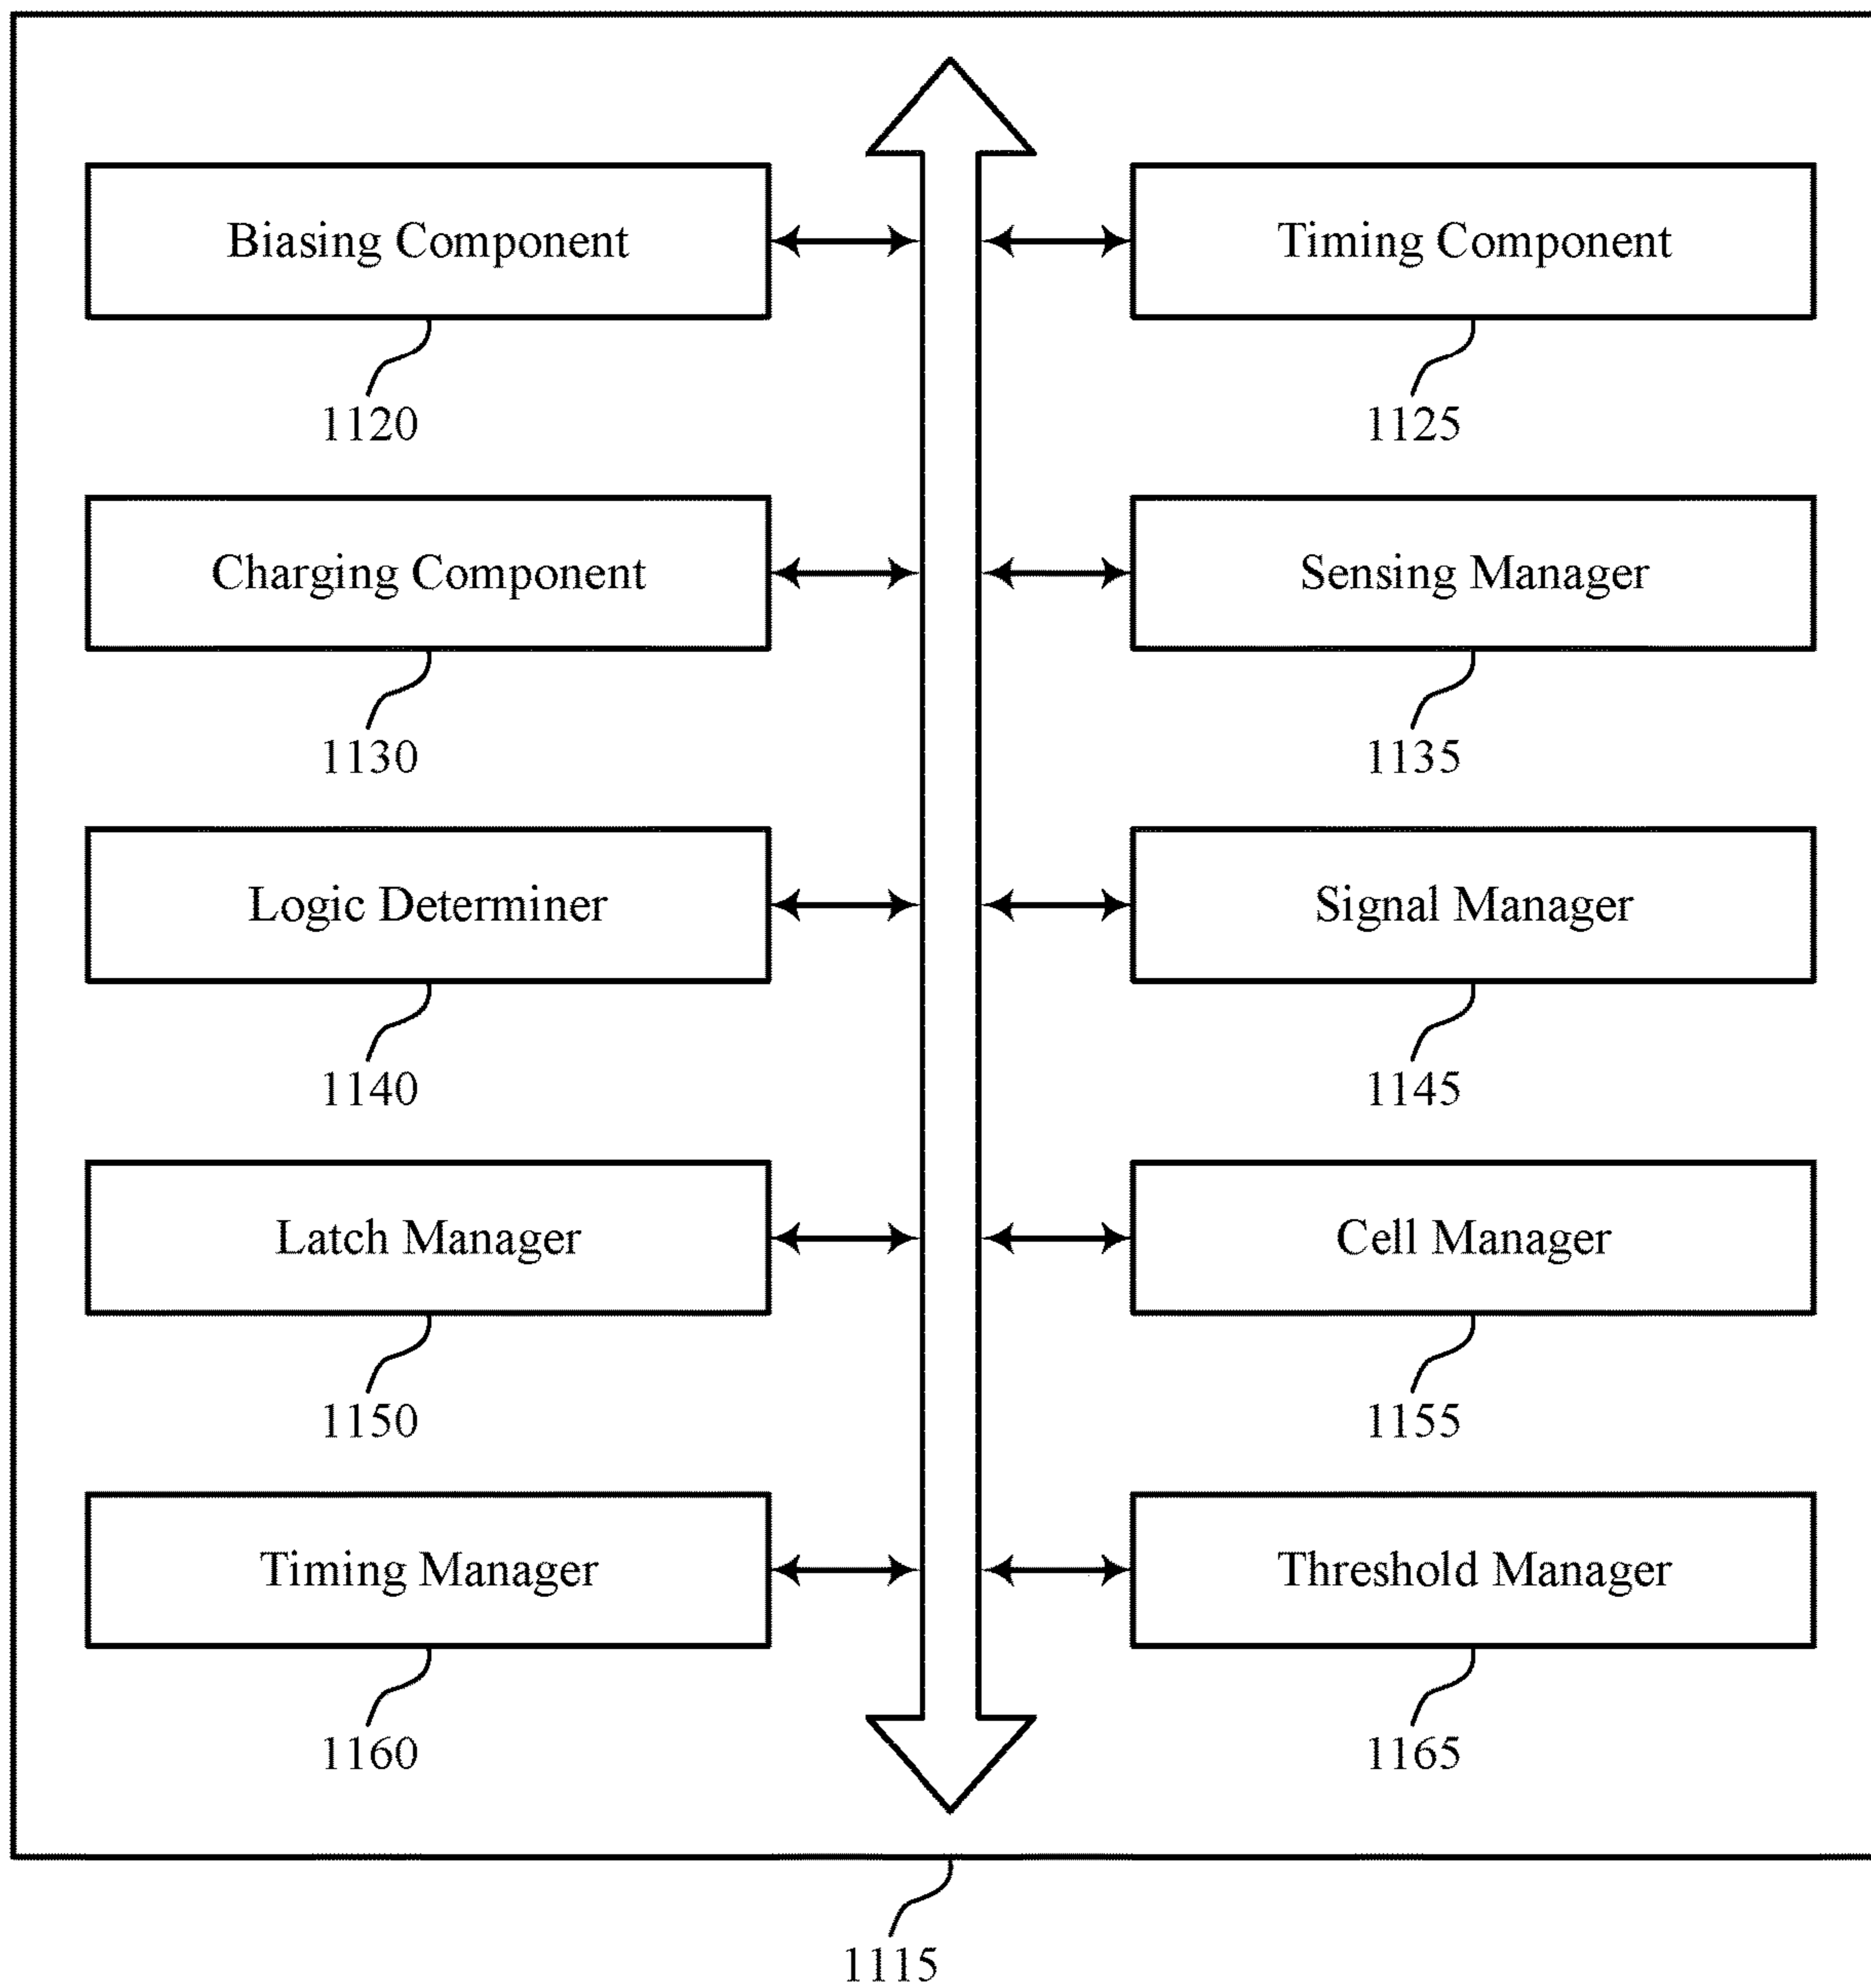 Biasing Component
Timing Component
1120
1125
Charging Component
Sensing Manager
1130
1135
Logic Determiner
Signal Manager
1140
1145
Latch Manager
Cell Manager
1150
1155
Timing Manager
Threshold Manager
1160
1165
1115